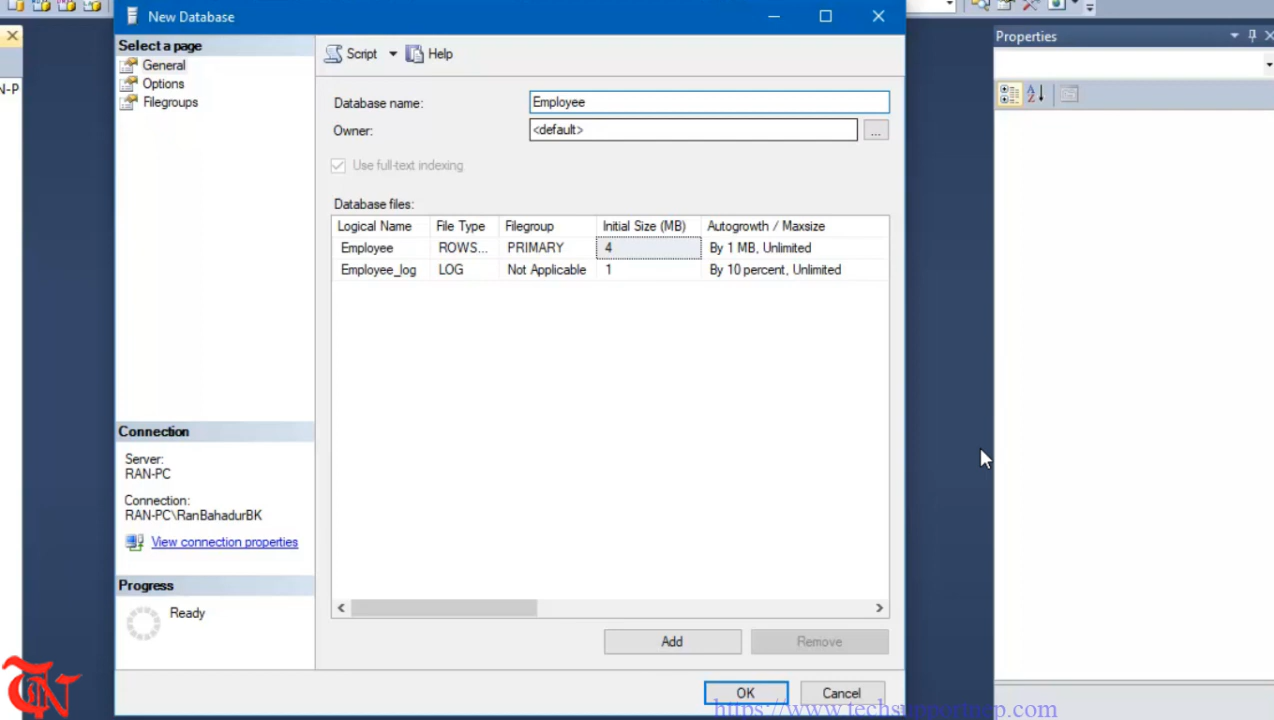 New Database
Select a page
General
Options
Filegroups
Script
Help
Database name:
Employee
Owner:
<default>
...
Use full-text indexing
Database files:
Logical Name File Type Filegroup Initial Size (MB) Autogrowth / Maxsize
Employee ROWS... PRIMARY 4 By 1 MB, Unlimited
Employee_log LOG Not Applicable 1 By 10 percent, Unlimited
Connection
Server:
RAN-PC
Connection:
RAN-PC\RanBahadurBK
View connection properties
Progress
Ready
Add
Remove
OK
Cancel
Properties
N-P